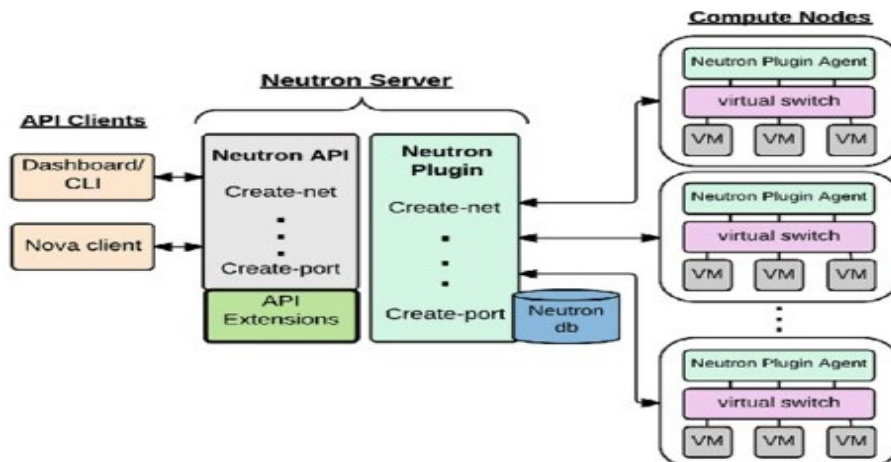 Compute Nodes
Neutron Server
API Clients
Dashboard/
CLI
Nova client
Neutron API
Create-net
Create-port
API
Extensions
Neutron
Plugin
Create-net
Create-port
Neutron
db
Neutron Plugin Agent
virtual switch
VM VM VM
Neutron Plugin Agent
virtual switch
VM VM VM
Neutron Plugin Agent
virtual switch
VM VM VM